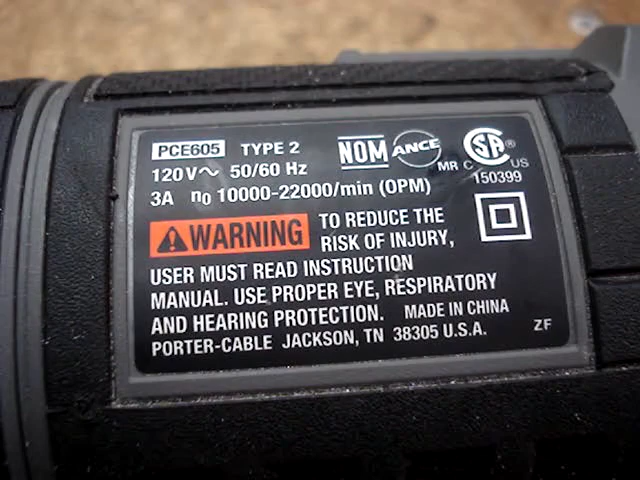 PCE605 TYPE 2
NOM ANCE
SA ®
MR C US
120V~ 50/60 Hz
150399
3A n0 10000-22000/min (OPM)
WARNING TO REDUCE THE
RISK OF INJURY,
USER MUST READ INSTRUCTION
MANUAL. USE PROPER EYE, RESPIRATORY
AND HEARING PROTECTION. MADE IN CHINA
PORTER-CABLE JACKSON, TN 38305 U.S.A. ZF